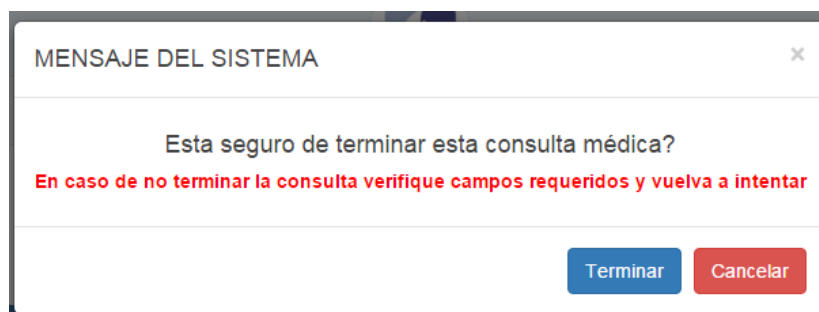 MENSAJE DEL SISTEMA ×
Esta seguro de terminar esta consulta médica?
En caso de no terminar la consulta verifique campos requeridos y vuelva a intentar
Terminar Cancelar